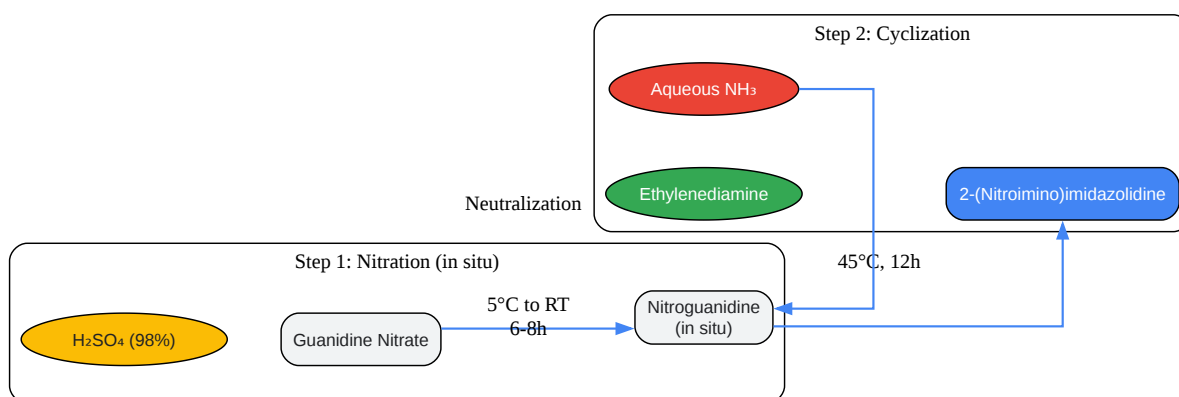 Step 2: Cyclization
Aqueous NH₃
Ethylenediamine
2-(Nitroimino)imidazolidine
Neutralization
Step 1: Nitration (in situ)
45°C, 12h
5°C to RT
6-8h
Nitroguanidine
(in situ)
H₂SO₄ (98%)
Guanidine Nitrate